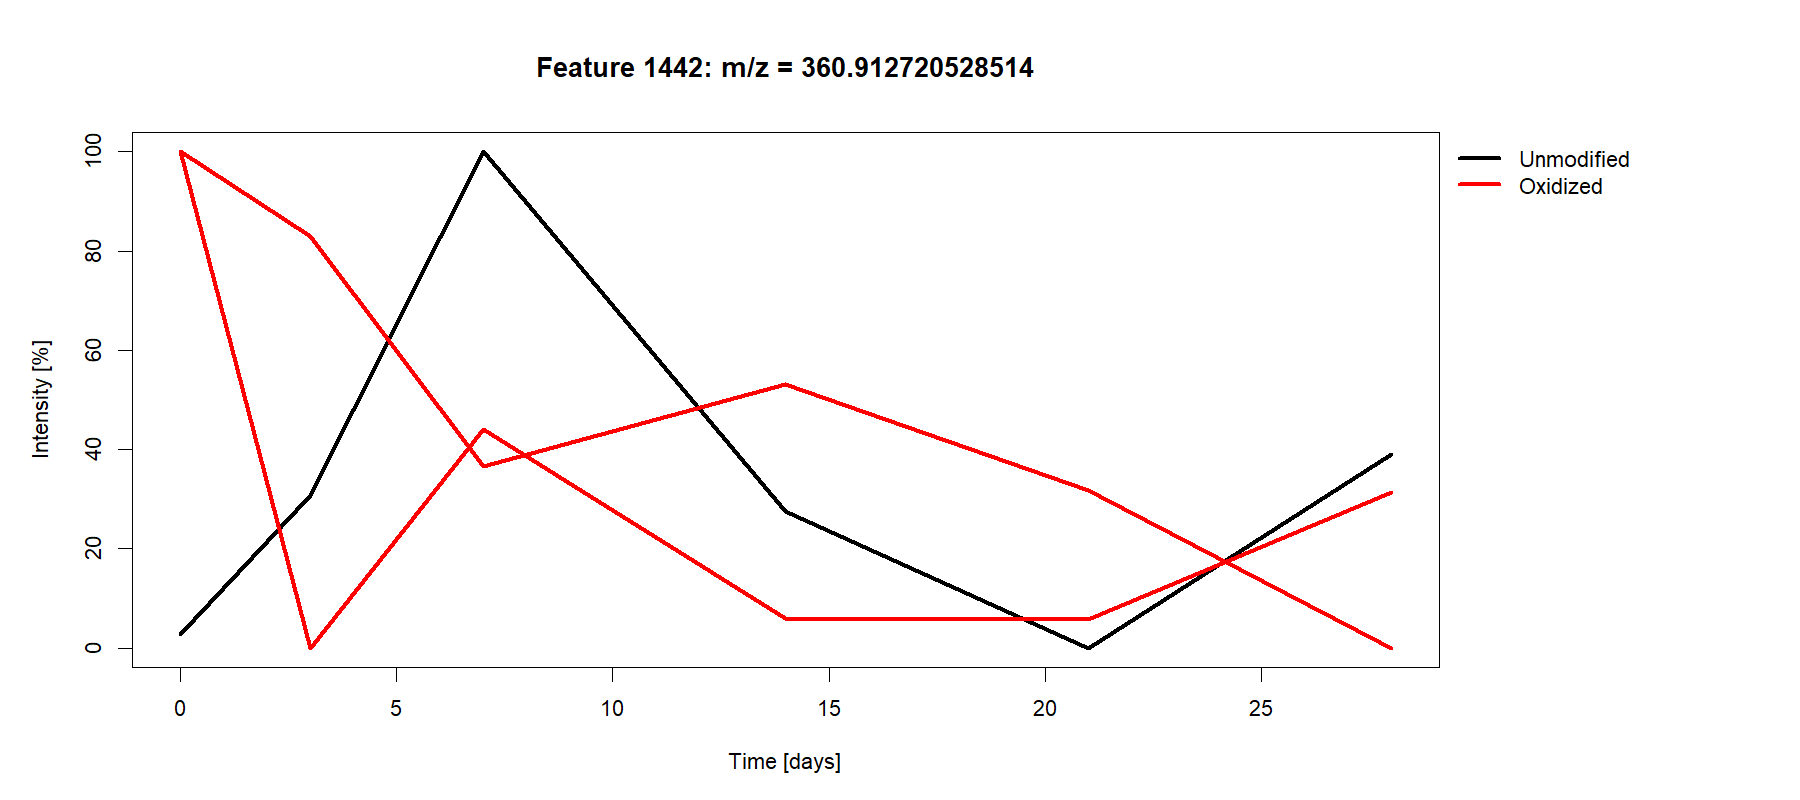 Feature 1442: m/z = 360.912720528514
Unmodified
Oxidized
100
80
60
40
20
0
Intensity [%]
0 5 10 15 20 25
Time [days]